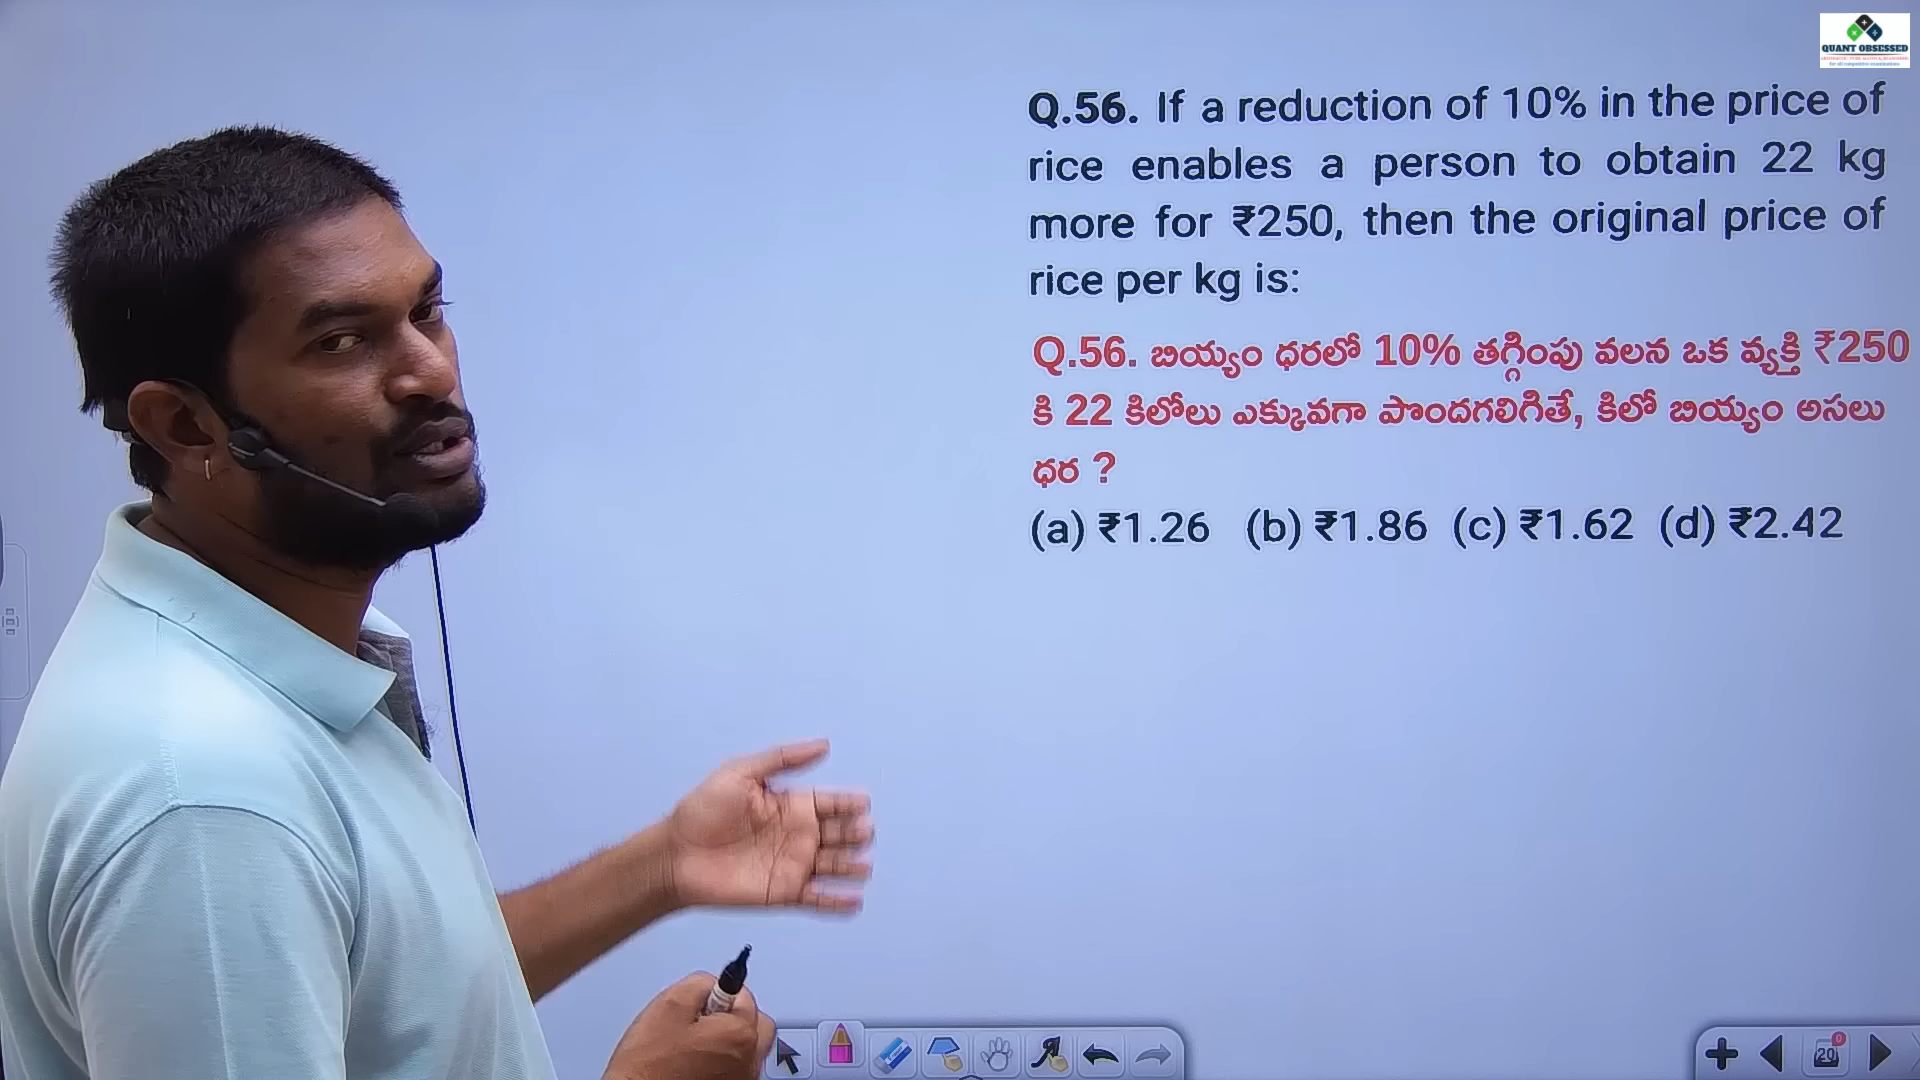 QUANT OBSESSED
Q.56. If a reduction of 10% in the price of
rice enables a person to obtain 22 kg
more for ₹250, then the original price of
rice per kg is:
Q.56. బియ్యం ధరలో 10% తగ్గింపు వలన ఒక వ్యక్తి ₹250
కి 22 కిలోలు ఎక్కువగా పొందగలిగితే, కిలో బియ్యం అసలు
ధర ?
(a) ₹1.26 (b) ₹1.86 (c) ₹1.62 (d) ₹2.42
20